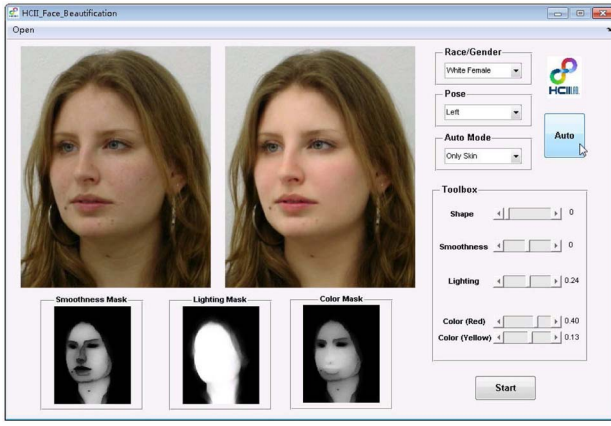 HCII_Face_Beautification
Open
Race/Gender
White Female
Pose
Left
Auto Mode
Only Skin
HCII
Auto
Toolbox
Shape 0
Smoothness 0
Lighting 0.24
Color (Red) 0.40
Color (Yellow) 0.13
Smoothness Mask
Lighting Mask
Color Mask
Start